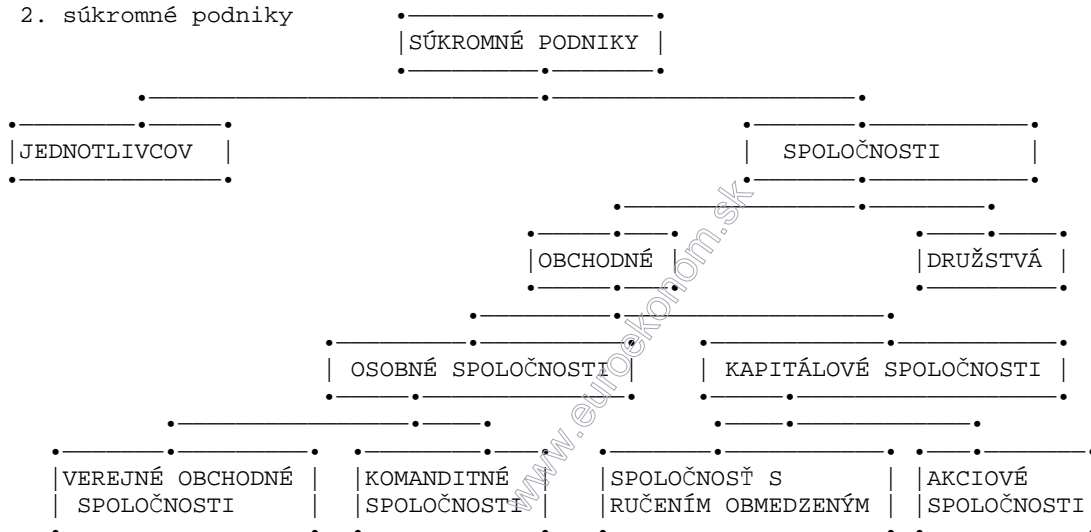 2. súkromné podniky
SÚKROMNÉ PODNIKY
JEDNOTLIVCOV
SPOLOČNOSTI
OBCHODNÉ
DRUŽSTVÁ
OSOBNÉ SPOLOČNOSTI
KAPITÁLOVÉ SPOLOČNOSTI
VEREJNÉ OBCHODNÉ
SPOLOČNOSTI
KOMANDITNÉ
SPOLOČNOSTI
SPOLOČNOSŤ S
RUČENÍM OBMEDZENÝM
AKCIOVÉ
SPOLOČNOSTI
www.euroekonom.sk